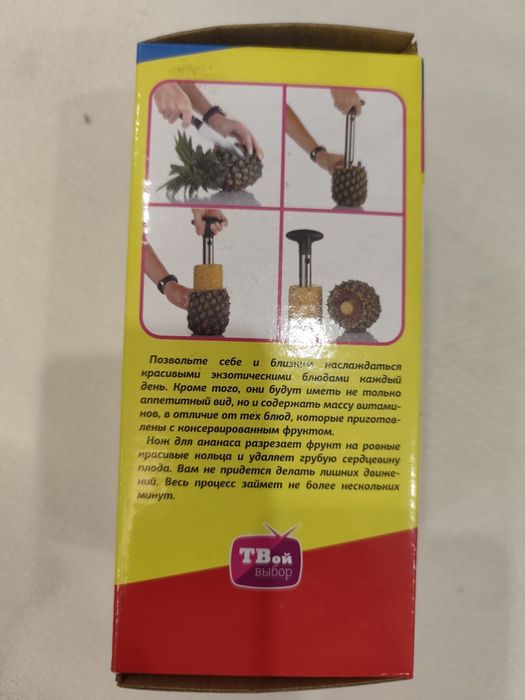 Позвольте себе и близким наслаждаться
красивыми экзотическими блюдами каждый
день. Кроме того, они будут иметь не только
аппетитный вид, но и содержать массу витами-
нов, в отличие от тех блюд, которые приготов-
лены с консервированным фруктом.
Нож для ананаса разрезает фрукт на ровные
красивые кольца и удаляет грубую сердцевину
плода. Вам не придется делать лишних движе-
ний. Весь процесс займет не более нескольких
минут.
ТВой
выбор